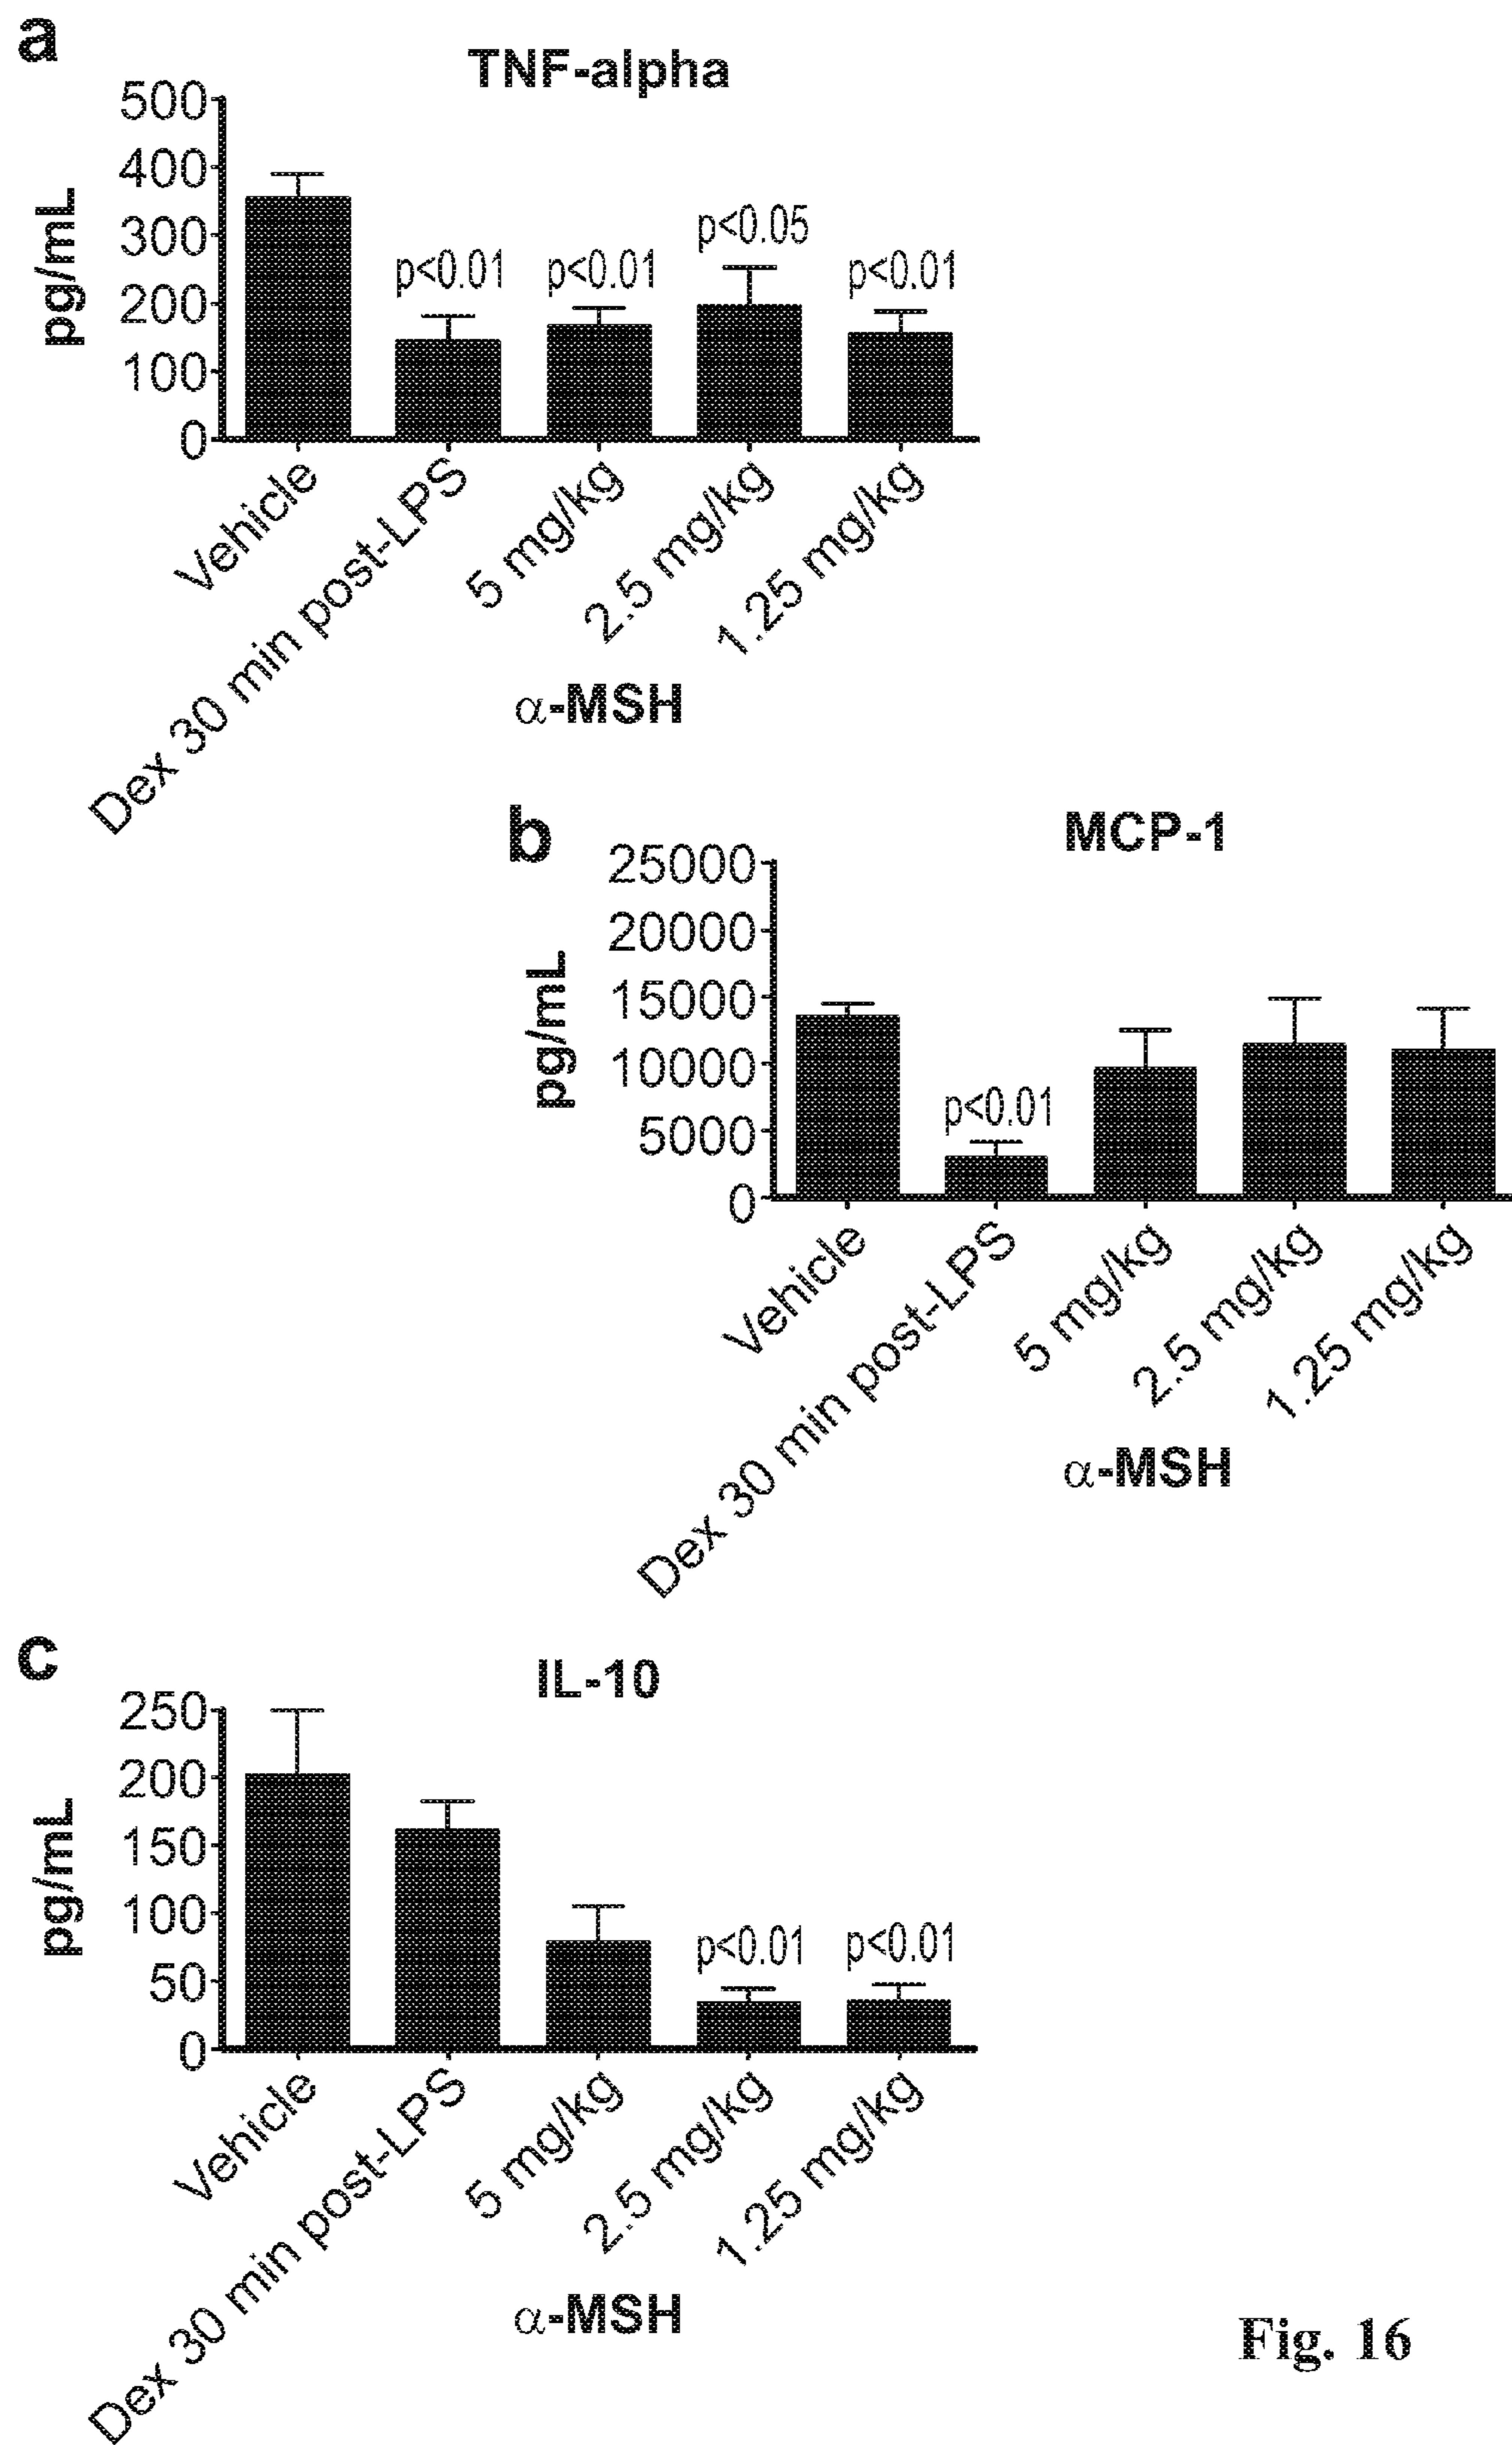 a
TNF-alpha
500
400
300
200
100
0
pg/mL
p<0.01
p<0.01
p<0.05
p<0.01
Vehicle
Dex 30 min post-LPS
5 mg/kg
2.5 mg/kg
1.25 mg/kg
α-MSH
b
MCP-1
25000
20000
15000
10000
5000
0
pg/mL
p<0.01
Vehicle
Dex 30 min post-LPS
5 mg/kg
2.5 mg/kg
1.25 mg/kg
α-MSH
c
IL-10
250
200
150
100
50
0
pg/mL
p<0.01
p<0.01
Vehicle
Dex 30 min post-LPS
5 mg/kg
2.5 mg/kg
1.25 mg/kg
α-MSH
Fig. 16